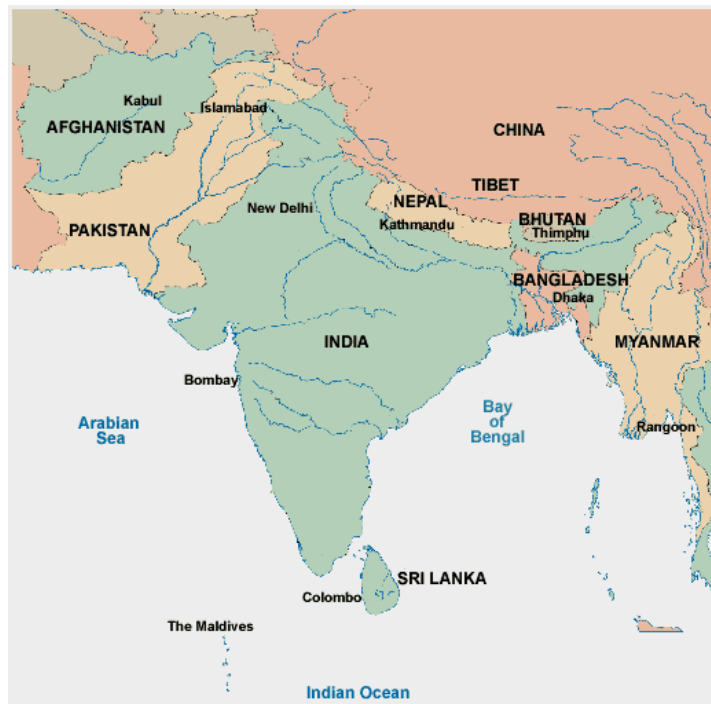 Kabul
Islamabad
AFGHANISTAN
CHINA
TIBET
NEPAL
New Delhi
BHUTAN
Kathmandu
PAKISTAN
Thimphu
BANGLADESH
Dhaka
INDIA
MYANMAR
Bombay
Arabian
Sea
Bay
of
Bengal
Rangoon
SRI LANKA
Colombo
The Maldives
Indian Ocean